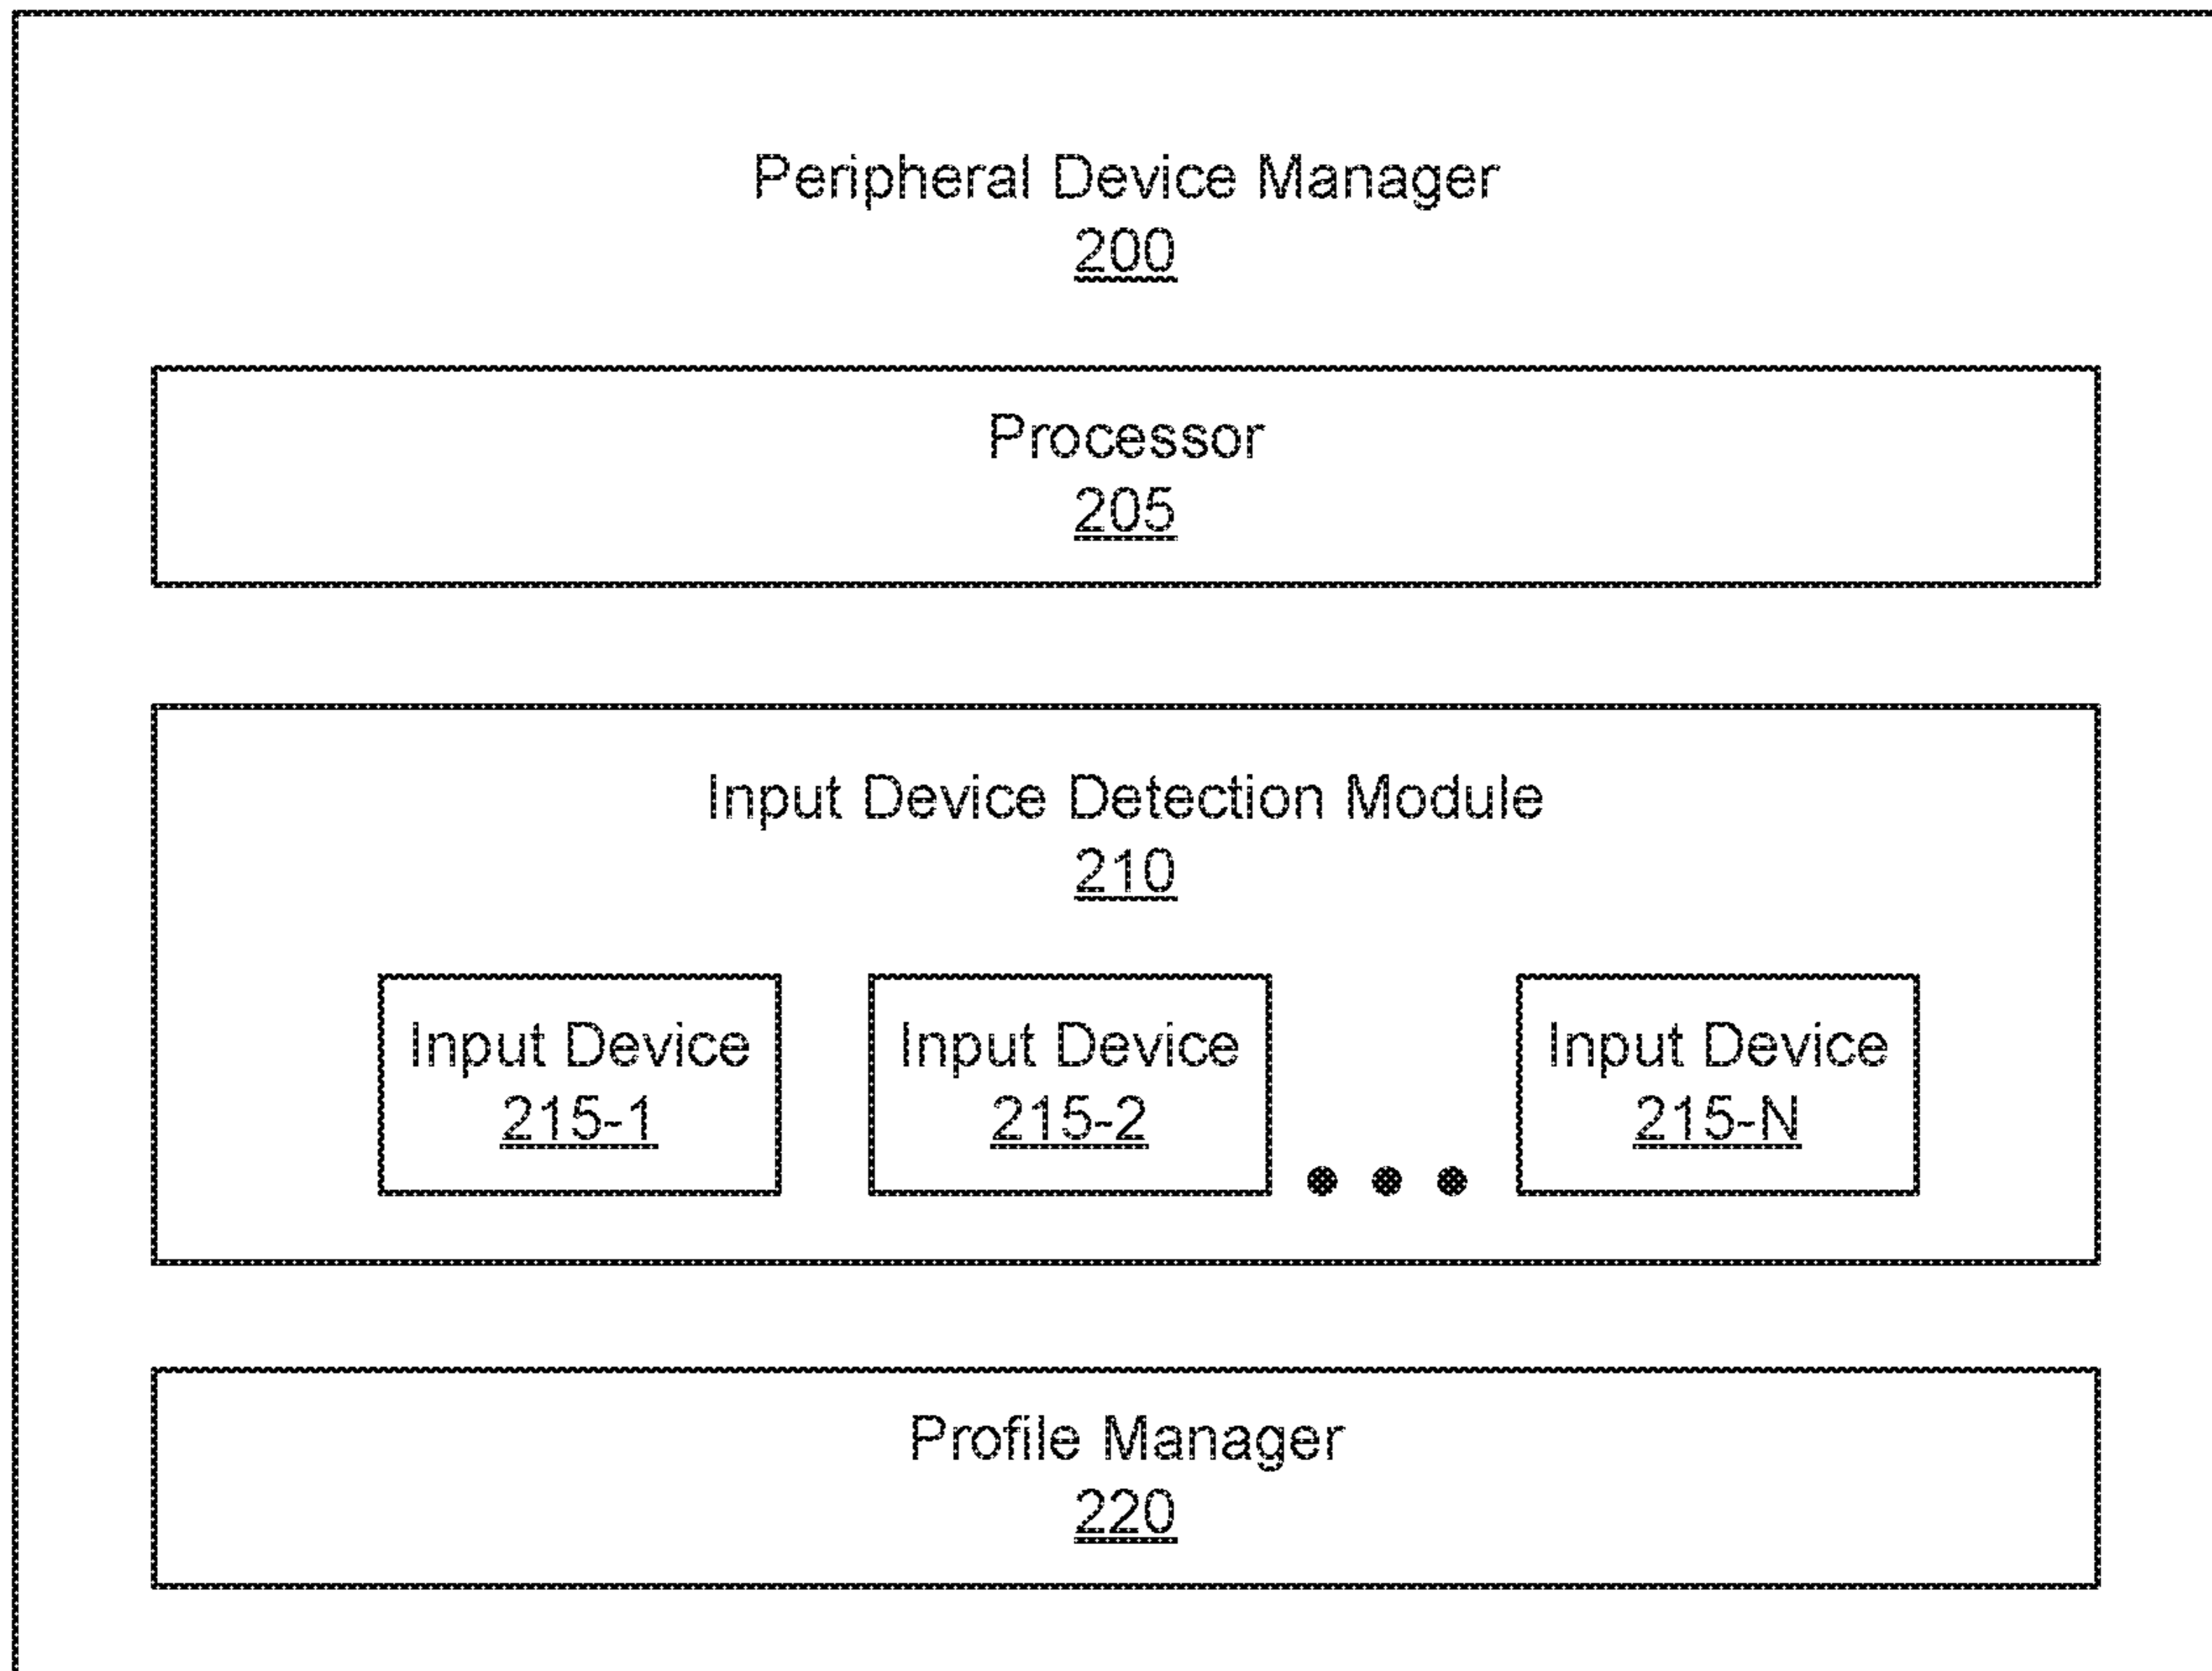 Peripheral Device Manager
200
Processor
205
Input Device Detection Module
210
Input Device
215-1
Input Device
215-2
Input Device
215-N
Profile Manager
220